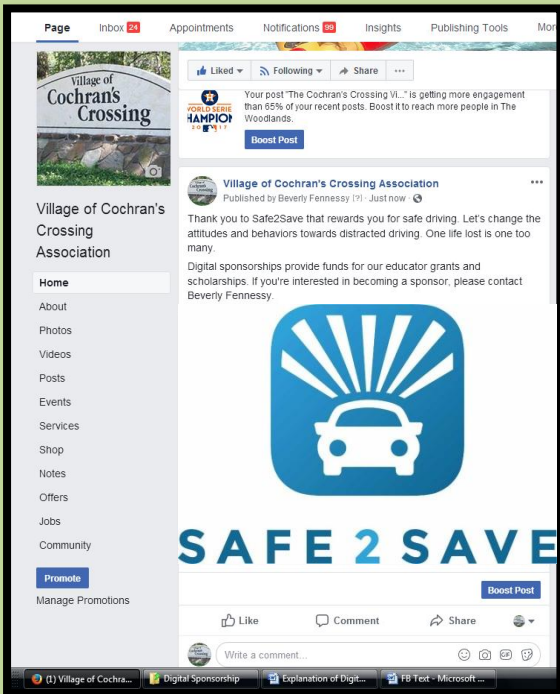 Page Inbox 24 Appointments Notifications 99 Insights Publishing Tools
Liked Following Share ...
Village of
Cochran's
Crossing
WORLD SERIE
HAMPION
2017
Your post "The Cochran's Crossing Vi..." is getting more engagement
than 65% of your recent posts. Boost it to reach more people in The
Woodlands.
Boost Post
Village of Cochran's
Crossing
Association
Home
About
Photos
Videos
Posts
Events
Services
Shop
Notes
Offers
Jobs
Community
Promote
Manage Promotions
Village of Cochran's Crossing Association ...
Published by Beverly Fennessy [?] · Just now ·
Thank you to Safe2Save that rewards you for safe driving. Let's change the
attitudes and behaviors towards distracted driving. One life lost is one too
many.
Digital sponsorships provide funds for our educator grants and
scholarships. If you're interested in becoming a sponsor, please contact
Beverly Fennessy.
SAFE 2 SAVE
Boost Post
Like Comment Share
Write a comment... GIF
(1) Village of Cochra... Digital Sponsorship Explanation of Digit... FB Text - Microsoft ...